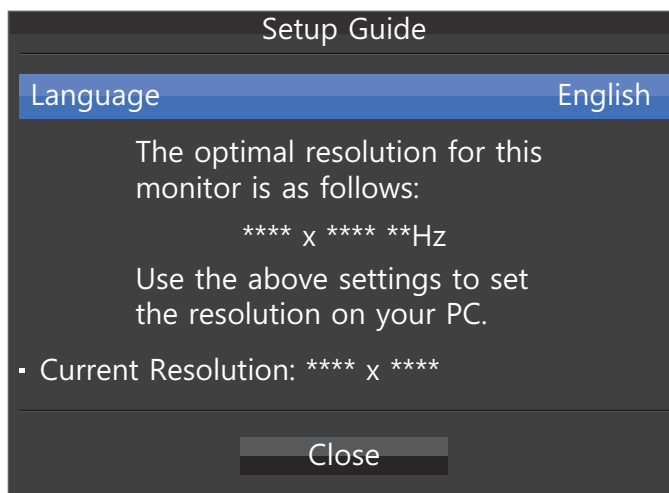 Setup Guide
Language English
The optimal resolution for this
monitor is as follows:
**** x **** **Hz
Use the above settings to set
the resolution on your PC.
Current Resolution: **** x ****
Close